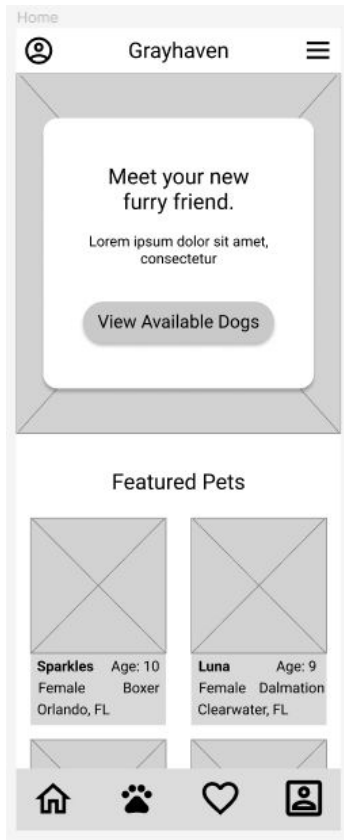 Home
Grayhaven
Meet your new
furry friend.
Lorem ipsum dolor sit amet,
consectetur
View Available Dogs
Featured Pets
Sparkles Age: 10
Female Boxer
Orlando, FL
Luna Age: 9
Female Dalmation
Clearwater, FL